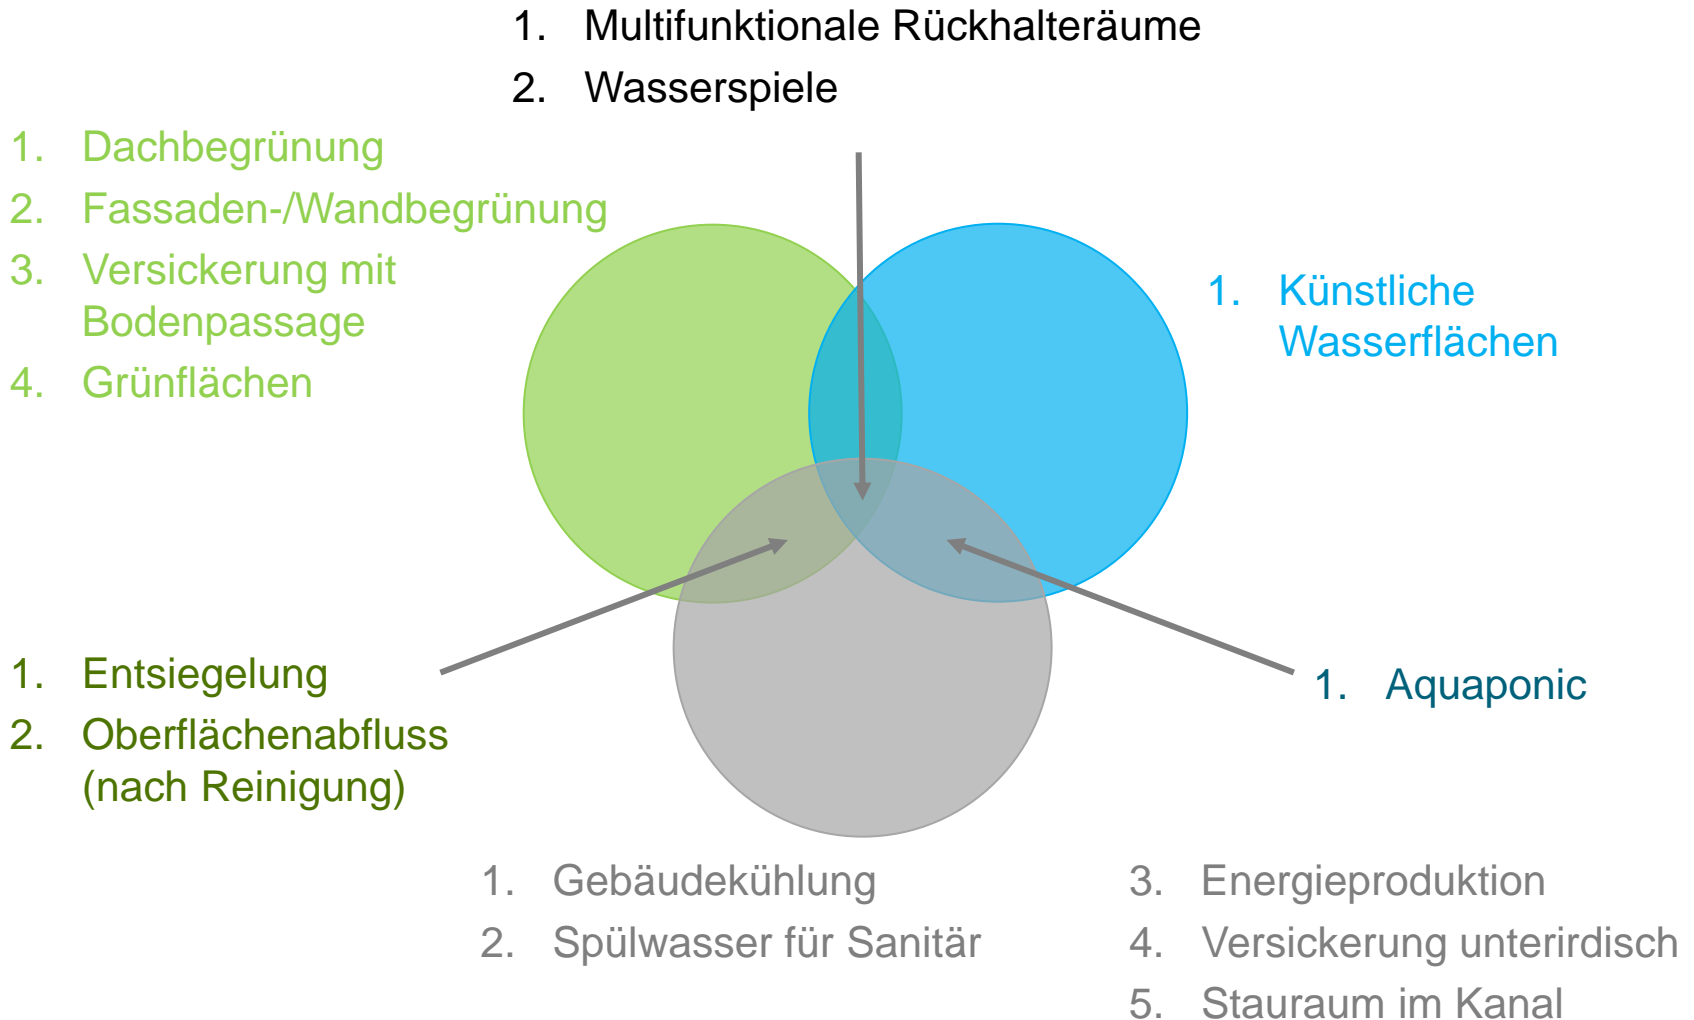 1. Multifunktionale Rückhalteräume
2. Wasserspiele
1. Dachbegrünung
2. Fassaden-/Wandbegrünung
3. Versickerung mit
Bodenpassage
4. Grünflächen
1. Künstliche
Wasserflächen
1. Entsiegelung
2. Oberflächenabfluss
(nach Reinigung)
1. Aquaponic
1. Gebäudekühlung
2. Spülwasser für Sanitär
3. Energieproduktion
4. Versickerung unterirdisch
5. Stauraum im Kanal